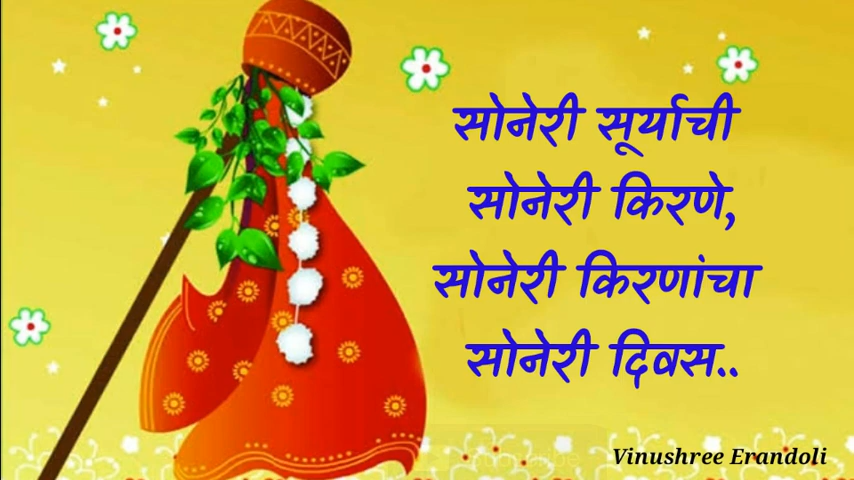 सोनेरी सूर्याची
सोनेरी किरणे,
सोनेरी किरणांचा
सोनेरी दिवस..
Vinushree Erandoli